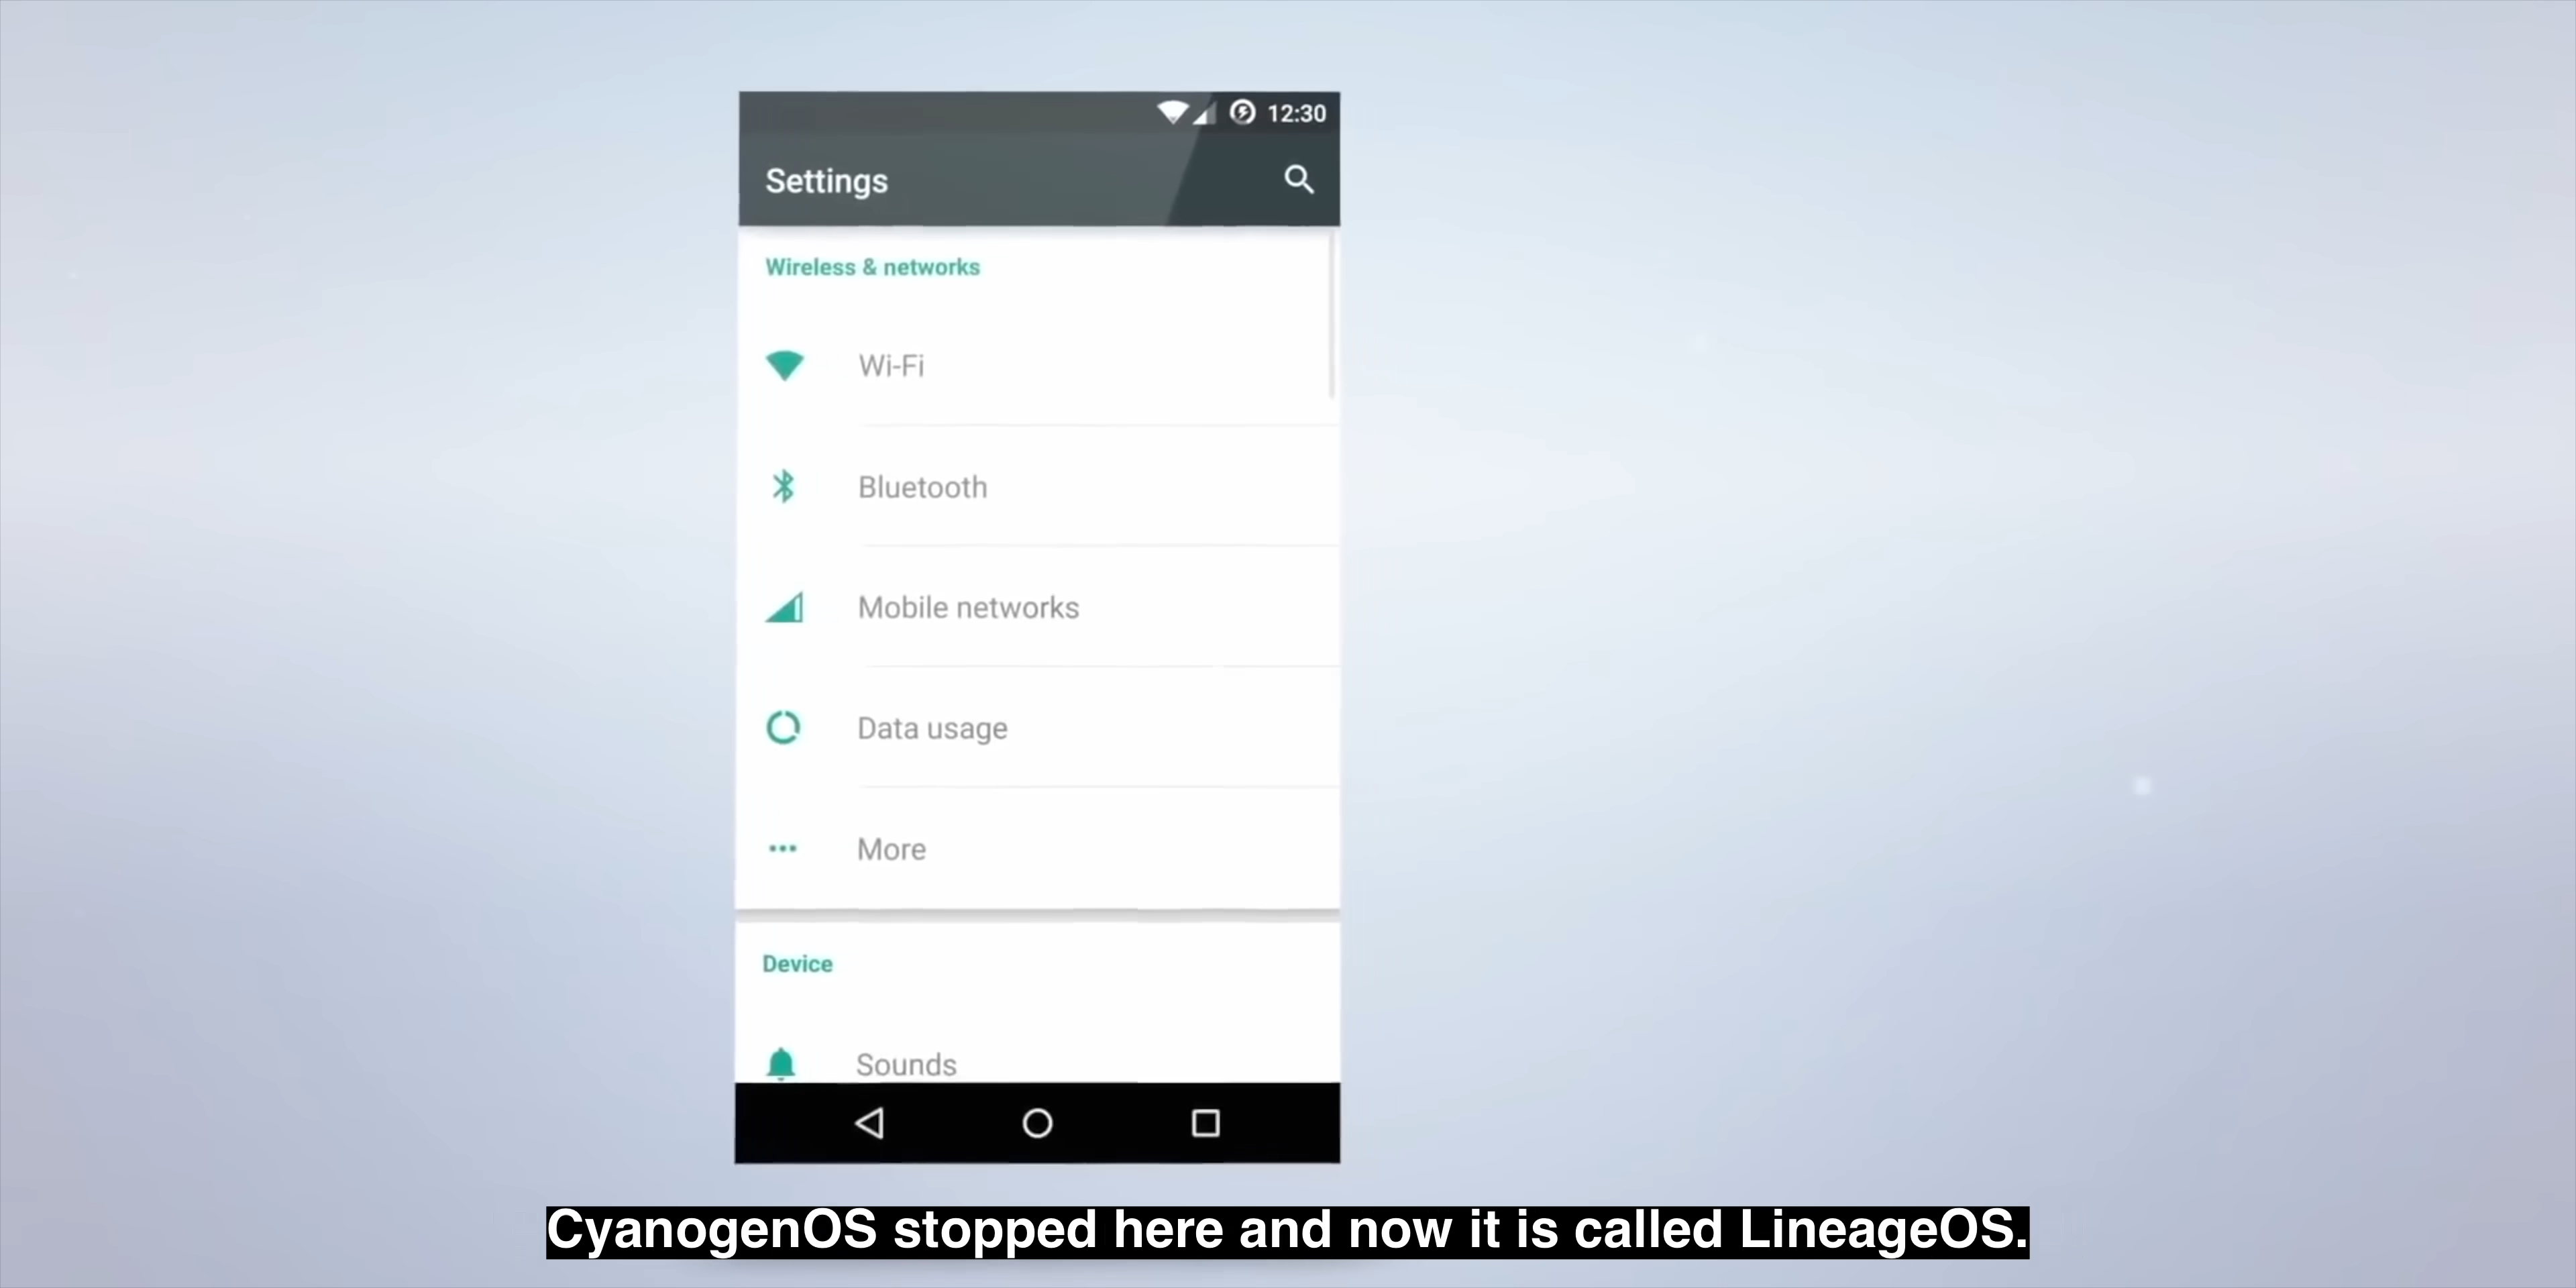 12:30
Settings
Wireless & networks
Wi-Fi
Bluetooth
Mobile networks
Data usage
More
Device
Sounds
CyanogenOS stopped here and now it is called LineageOS.